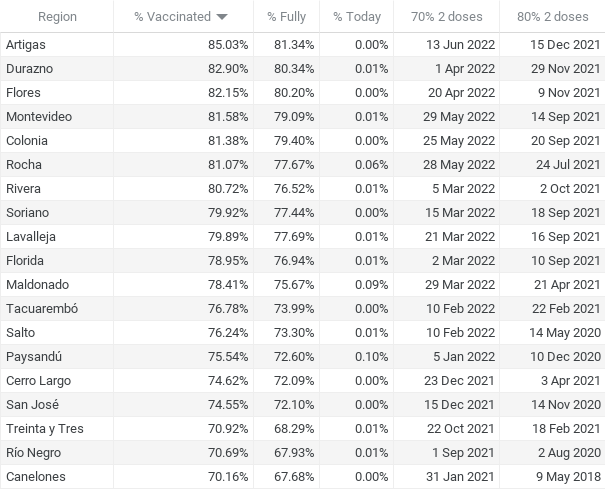 Region % Vaccinated % Fully % Today 70% 2 doses 80% 2 doses
Artigas 85.03% 81.34% 0.00% 13 Jun 2022 15 Dec 2021
Durazno 82.90% 80.34% 0.01% 1 Apr 2022 29 Nov 2021
Flores 82.15% 80.20% 0.00% 20 Apr 2022 9 Nov 2021
Montevideo 81.58% 79.09% 0.01% 29 May 2022 14 Sep 2021
Colonia 81.38% 79.40% 0.00% 25 May 2022 20 Sep 2021
Rocha 81.07% 77.67% 0.06% 28 May 2022 24 Jul 2021
Rivera 80.72% 76.52% 0.01% 5 Mar 2022 2 Oct 2021
Soriano 79.92% 77.44% 0.00% 15 Mar 2022 18 Sep 2021
Lavalleja 79.89% 77.69% 0.01% 21 Mar 2022 16 Sep 2021
Florida 78.95% 76.94% 0.01% 2 Mar 2022 10 Sep 2021
Maldonado 78.41% 75.67% 0.09% 29 Mar 2022 21 Apr 2021
Tacuarembó 76.78% 73.99% 0.00% 10 Feb 2022 22 Feb 2021
Salto 76.24% 73.30% 0.01% 10 Feb 2022 14 May 2020
Paysandú 75.54% 72.60% 0.10% 5 Jan 2022 10 Dec 2020
Cerro Largo 74.62% 72.09% 0.00% 23 Dec 2021 3 Apr 2021
San José 74.55% 72.10% 0.00% 15 Dec 2021 14 Nov 2020
Treinta y Tres 70.92% 68.29% 0.01% 22 Oct 2021 18 Feb 2021
Río Negro 70.69% 67.93% 0.01% 1 Sep 2021 2 Aug 2020
Canelones 70.16% 67.68% 0.00% 31 Jan 2021 9 May 2018